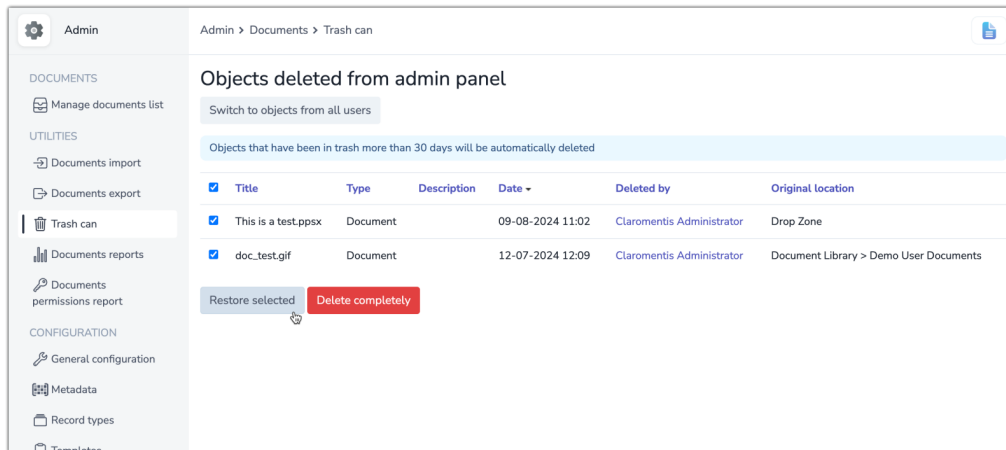 Admin
Admin > Documents > Trash can
DOCUMENTS
Manage documents list
UTILITIES
Documents import
Documents export
Trash can
Documents reports
Documents
permissions report
CONFIGURATION
General configuration
Metadata
Record types
Templates
Objects deleted from admin panel
Switch to objects from all users
Objects that have been in trash more than 30 days will be automatically deleted
Title Type Description Date Deleted by Original location
This is a test.ppsx Document 09-08-2024 11:02 Claromentis Administrator Drop Zone
doc_test.gif Document 12-07-2024 12:09 Claromentis Administrator Document Library > Demo User Documents
Restore selected Delete completely